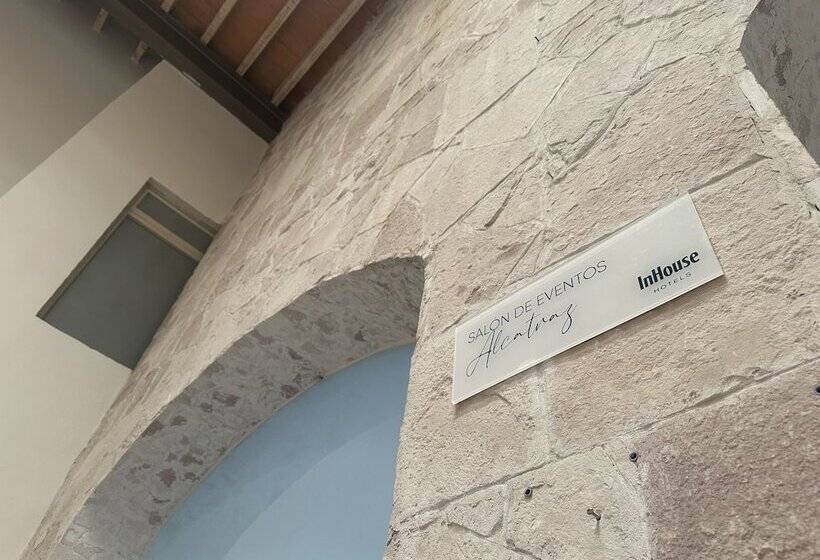 SALON DE EVENTOS
Alcatraz
InHouse
HOTELS